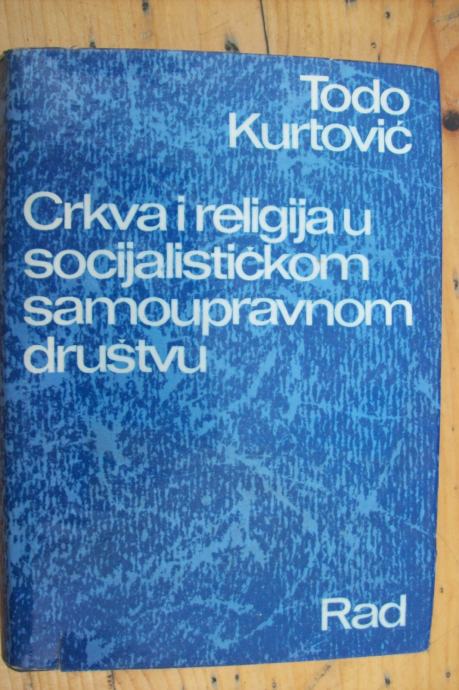 Todo
Kurtović
Crkva i religija u
socijalističkom
samoupravnom
društvu
Rad